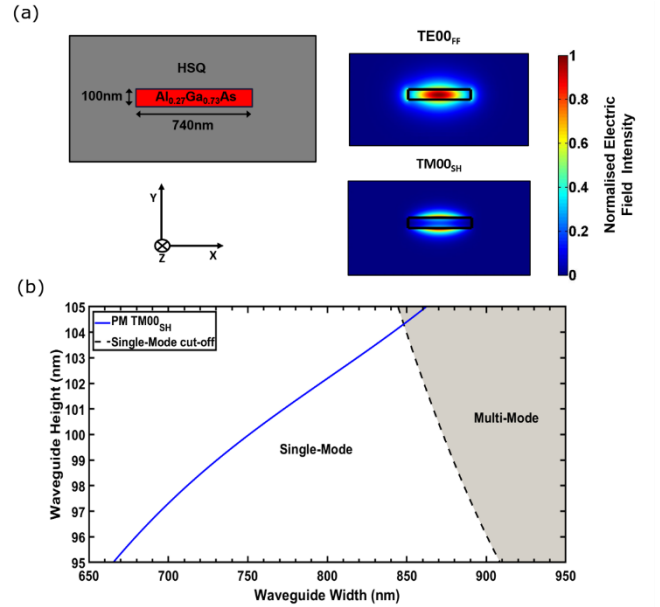 (a)
HSQ
100nm
Al0.27Ga0.73As
740nm
Y
Z
X
TE00FF
TM00SH
1
0.8
0.6
0.4
0.2
0
Normalised Electric
Field Intensity
(b)
PM TM00SH
Single-Mode cut-off
Single-Mode
Multi-Mode
105
104
103
102
101
100
99
98
97
96
95
Waveguide Height (nm)
650
700
750
800
850
900
950
Waveguide Width (nm)